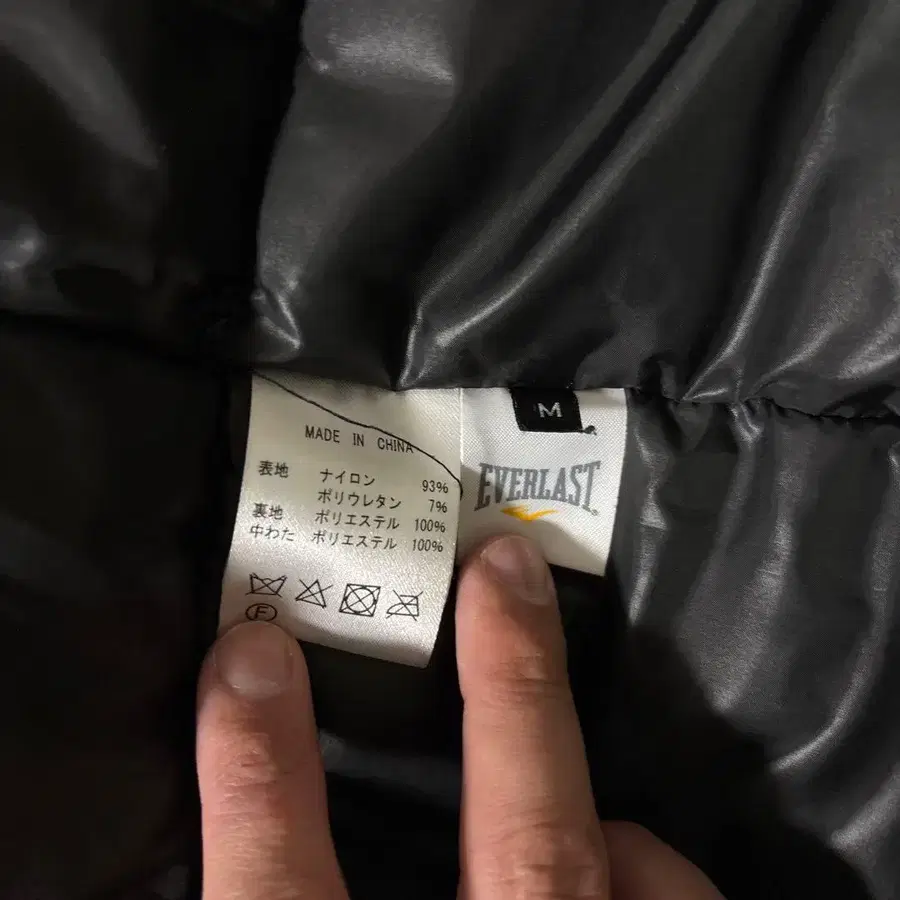 MADE IN CHINA
表地 ナイロン 93%
ポリウレタン 7%
裏地 ポリエステル 100%
中わた ポリエステル 100%
F
M
EVERLAST